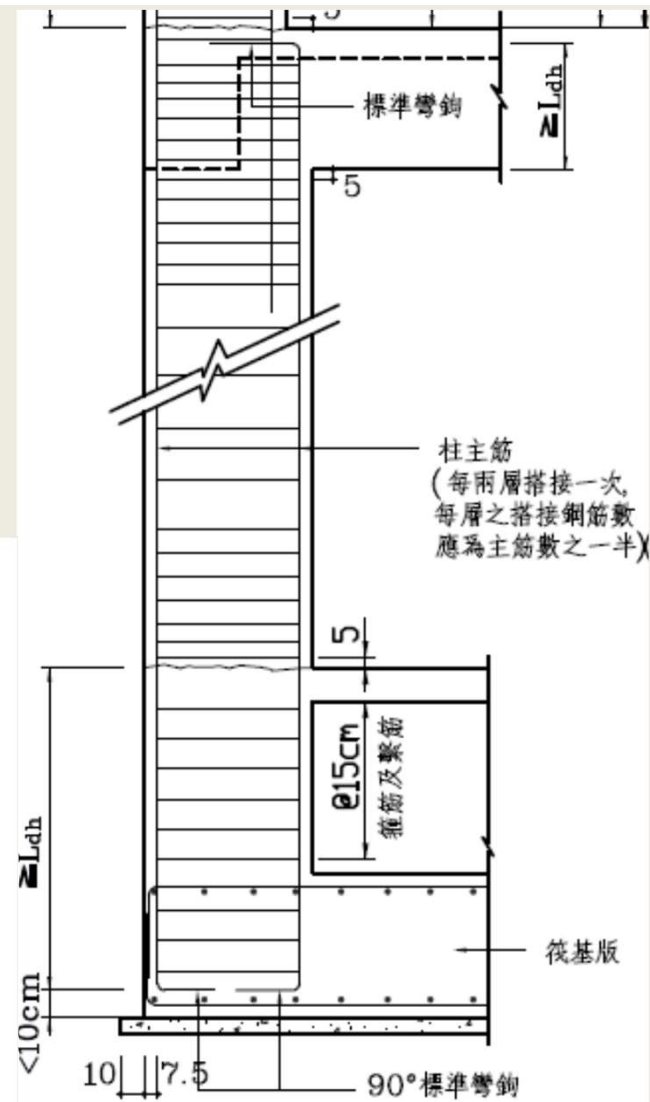 標準彎鉤
≧Ldh
5
柱主筋
(每兩層搭接一次,
每層之搭接鋼筋數
應為主筋數之一半)
5
@15cm
箍筋及繫筋
≧Ldh
筏基版
<10cm
10
7.5
90°標準彎鉤